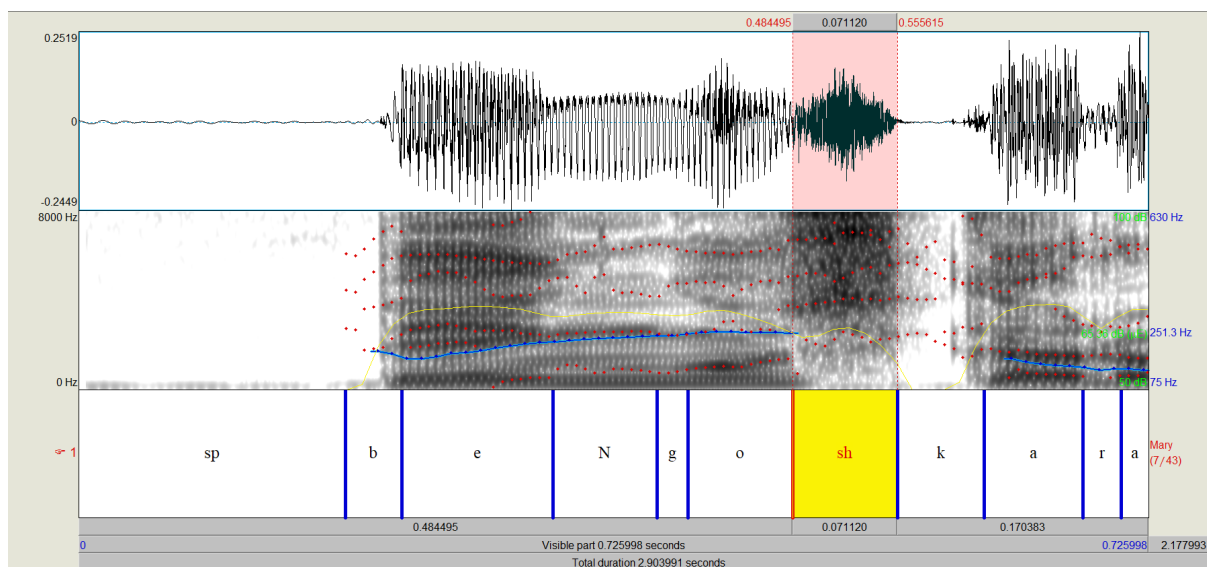 0.484495 0.071120 0.555615
0.2519
0
-0.2449
8000 Hz 100 dB 630 Hz
251.3 Hz
0 Hz 50 dB 75 Hz
1 sp b e N g o sh k a r a Mary
(7/43)
0.484495 0.071120 0.170383
0 Visible part 0.725998 seconds 0.725998 2.177993
Total duration 2.903991 seconds